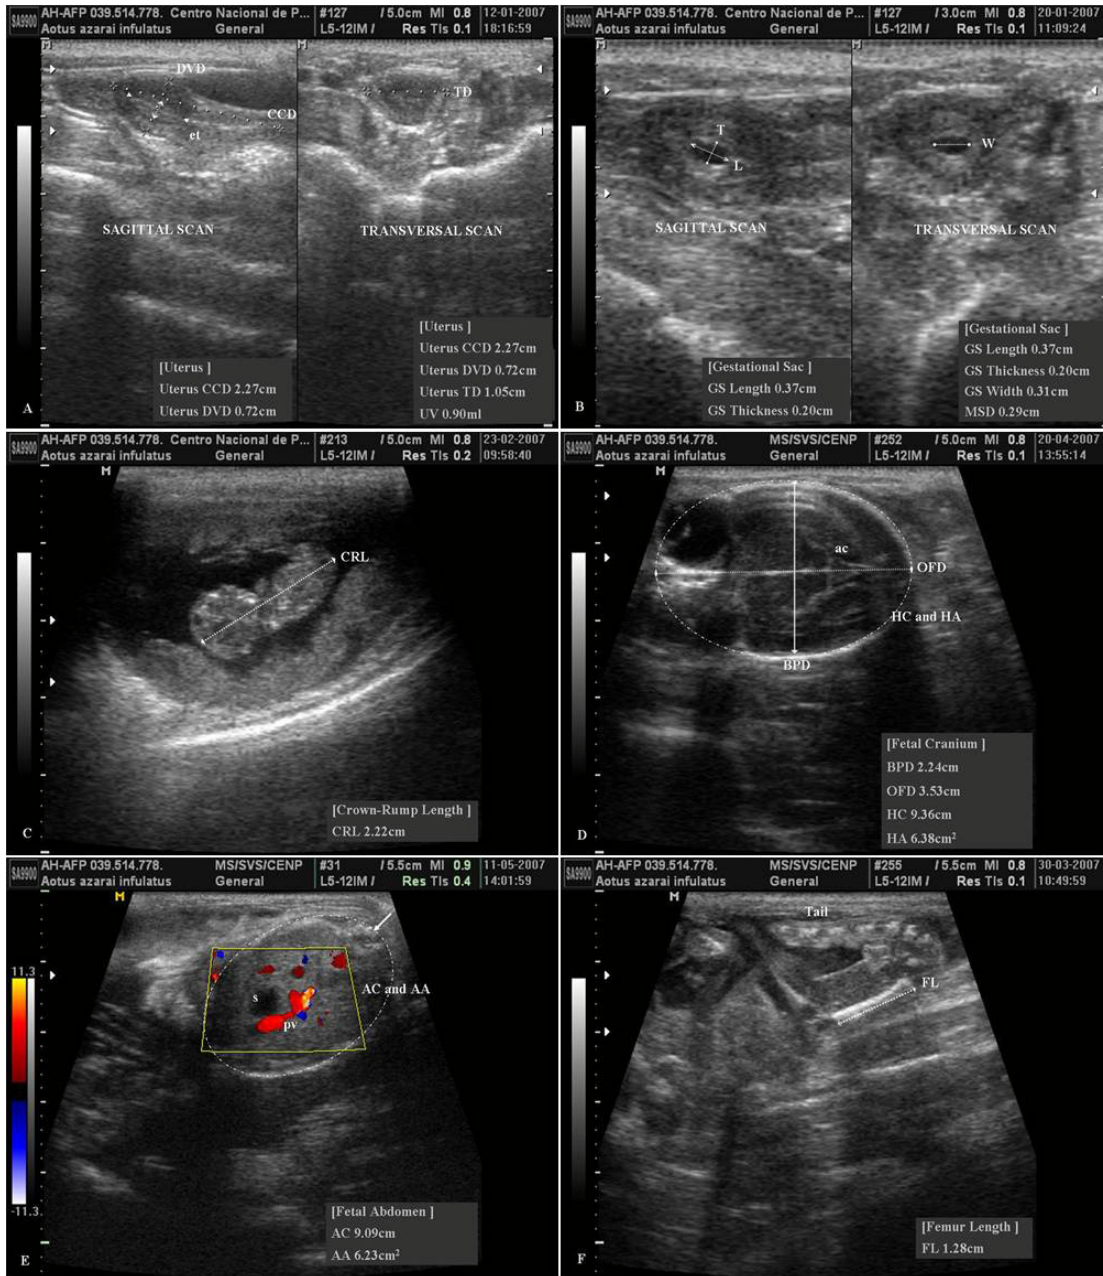 SA9900
AH-AFP 039.514.778. Centro Nacional de P...
Aotus azarai infulatus General
#127 / 5.0cm MI 0.8
L5-12IM / Res TIs 0.1
12-01-2007
18:16:59
M
DVD
CCD
et
TD
SAGITTAL SCAN
TRANSVERSAL SCAN
[Uterus ]
Uterus CCD 2.27cm
Uterus DVD 0.72cm
[Uterus ]
Uterus CCD 2.27cm
Uterus DVD 0.72cm
Uterus TD 1.05cm
UV 0.90ml
A
SA9900
AH-AFP 039.514.778. Centro Nacional de P...
Aotus azarai infulatus General
#127 / 3.0cm MI 0.8
L5-12IM / Res TIs 0.1
20-01-2007
11:09:24
M
T
L
W
SAGITTAL SCAN
TRANSVERSAL SCAN
[Gestational Sac ]
GS Length 0.37cm
GS Thickness 0.20cm
[Gestational Sac ]
GS Length 0.37cm
GS Thickness 0.20cm
GS Width 0.31cm
MSD 0.29cm
B
SA9900
AH-AFP 039.514.778. Centro Nacional de P...
Aotus azarai infulatus General
#213 / 5.0cm MI 0.8
L5-12IM / Res TIs 0.2
23-02-2007
09:58:40
M
CRL
[Crown-Rump Length ]
CRL 2.22cm
C
SA9900
AH-AFP 039.514.778. MS/SVS/CENP
Aotus azarai infulatus General
#252 / 5.0cm MI 0.8
L5-12IM / Res TIs 0.1
20-04-2007
13:55:14
M
ac
OFD
HC and HA
BPD
[Fetal Cranium ]
BPD 2.24cm
OFD 3.53cm
HC 9.36cm
HA 6.38cm²
D
SA9900
AH-AFP 039.514.778. MS/SVS/CENP
Aotus azarai infulatus General
#31 / 5.5cm MI 0.9
L5-12IM / Res TIs 0.4
11-05-2007
14:01:59
M
11.3
-11.3
s
pv
AC and AA
[Fetal Abdomen ]
AC 9.09cm
AA 6.23cm²
E
SA9900
AH-AFP 039.514.778. MS/SVS/CENP
Aotus azarai infulatus General
#255 / 5.5cm MI 0.8
L5-12IM / Res TIs 0.1
30-03-2007
10:49:59
M
Tail
FL
[Femur Length ]
FL 1.28cm
F